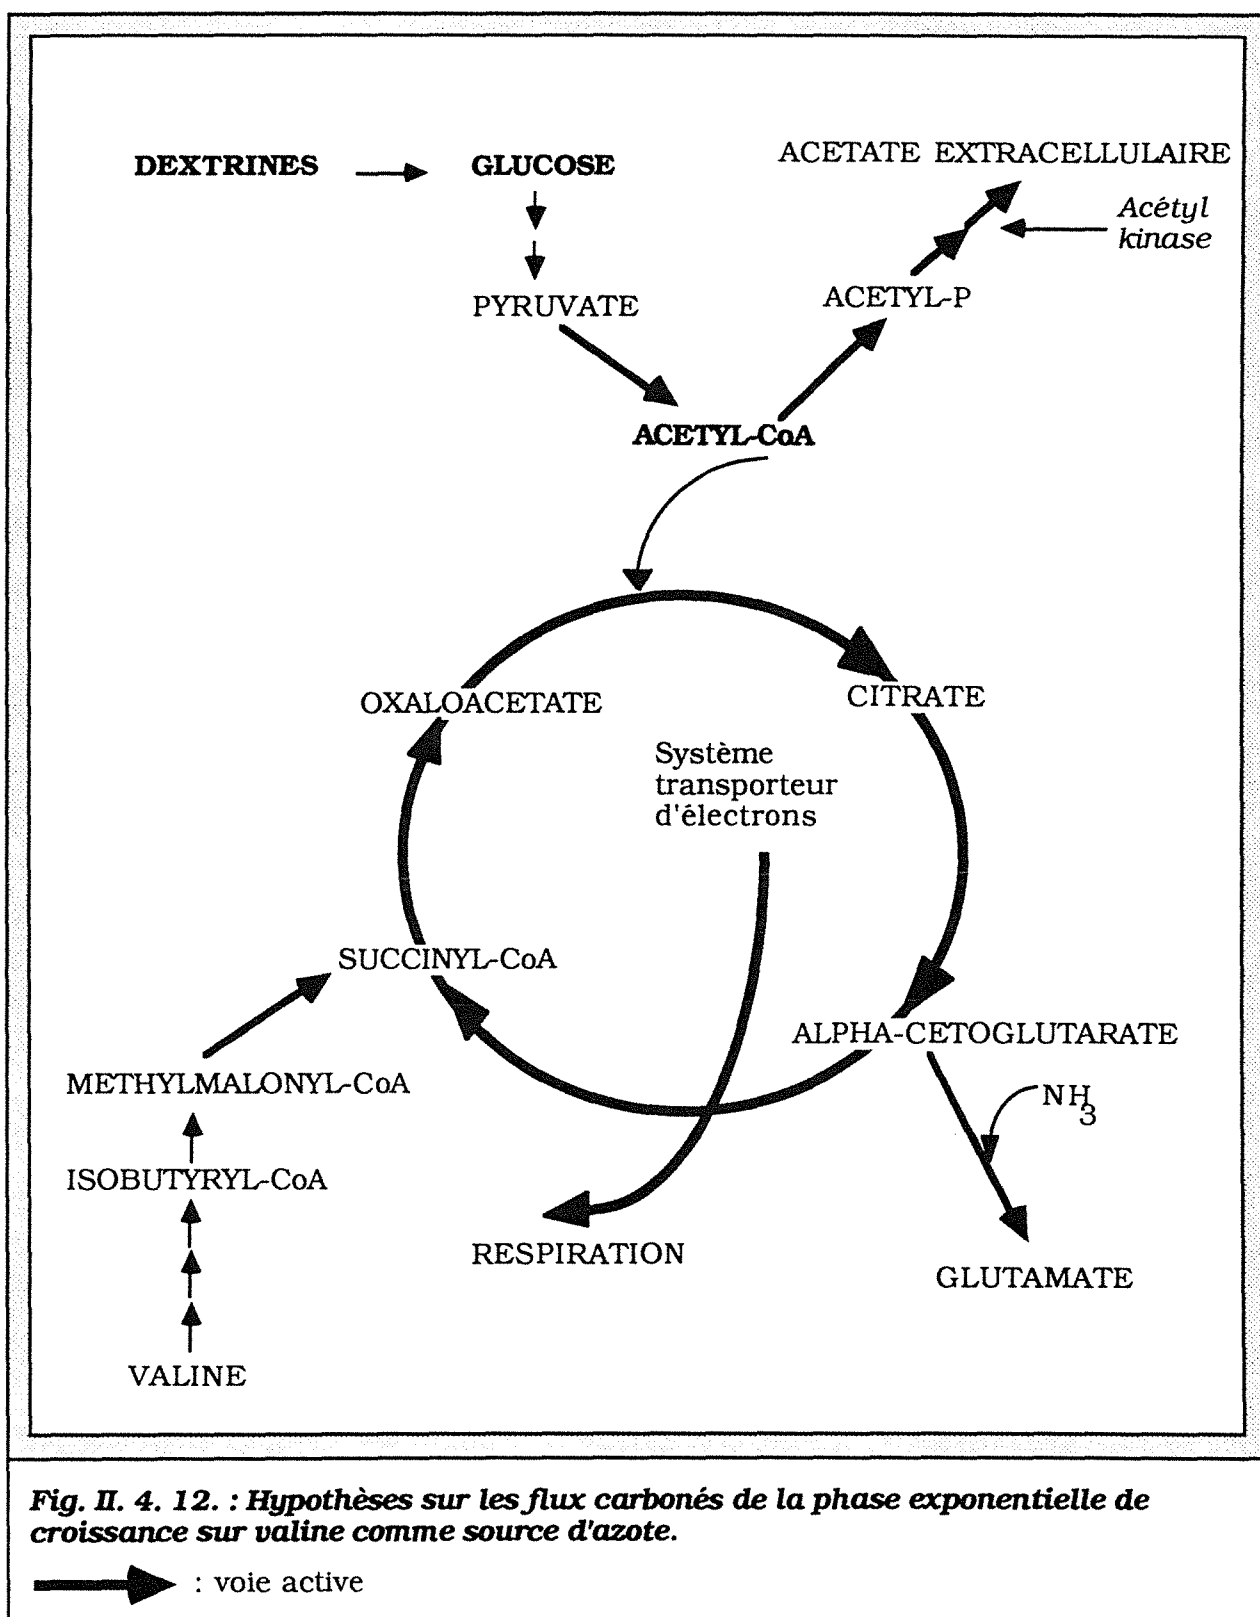 DEXTRINES
GLUCOSE
ACETATE EXTRACELLULAIRE
Acétyl
kinase
PYRUVATE
ACETYL-P
ACETYL-CoA
OXALOACETATE
CITRATE
Système
transporteur
d'électrons
SUCCINYL-CoA
ALPHA-CETOGLUTARATE
METHYLMALONYL-CoA
NH3
ISOBUTYRYL-CoA
RESPIRATION
GLUTAMATE
VALINE
Fig. II. 4. 12. : Hypothèses sur les flux carbonés de la phase exponentielle de
croissance sur valine comme source d'azote.
: voie active